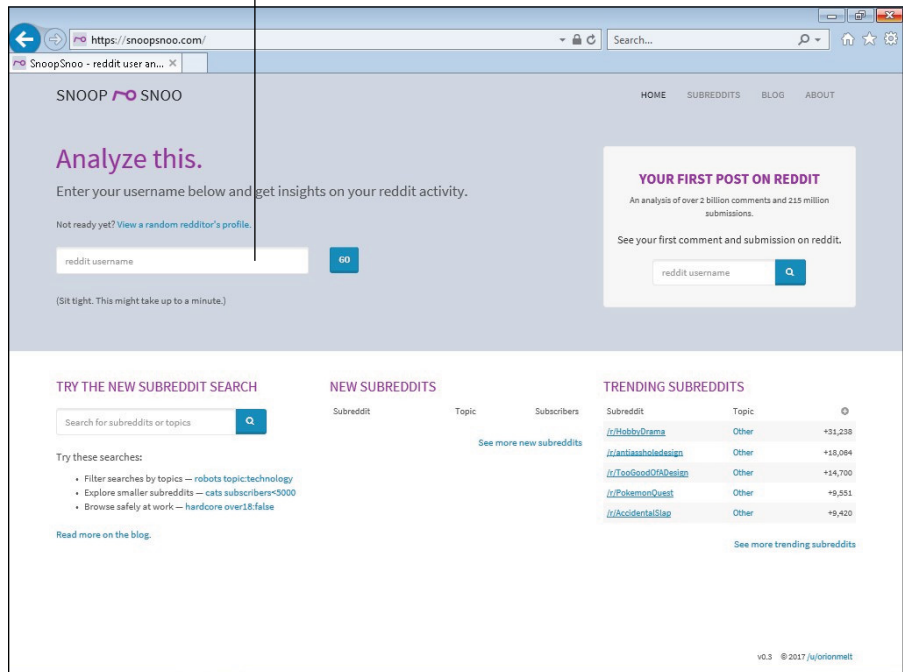 https://snoopsnoo.com/
Search...
SnoopSnoo - reddit user an...
SNOOP SNOO
HOME SUBREDDITS BLOG ABOUT
Analyze this.
Enter your username below and get insights on your reddit activity.
Not ready yet? View a random redditor's profile.
reddit username
GO
(Sit tight. This might take up to a minute.)
YOUR FIRST POST ON REDDIT
An analysis of over 2 billion comments and 215 million
submissions.
See your first comment and submission on reddit.
reddit username
TRY THE NEW SUBREDDIT SEARCH
Search for subreddits or topics
Try these searches:
• Filter searches by topics — robots topic:technology
• Explore smaller subreddits — cats subscribers<5000
• Browse safely at work — hardcore over18:false
Read more on the blog.
NEW SUBREDDITS
Subreddit Topic Subscribers
See more new subreddits
TRENDING SUBREDDITS
Subreddit Topic
/r/HobbyDrama Other +31,238
/r/antiassholedesign Other +18,064
/r/TooGoodOfADesign Other +14,700
/r/PokemonQuest Other +9,551
/r/AccidentalSlap Other +9,420
See more trending subreddits
v0.3 © 2017 /u/orionmelt